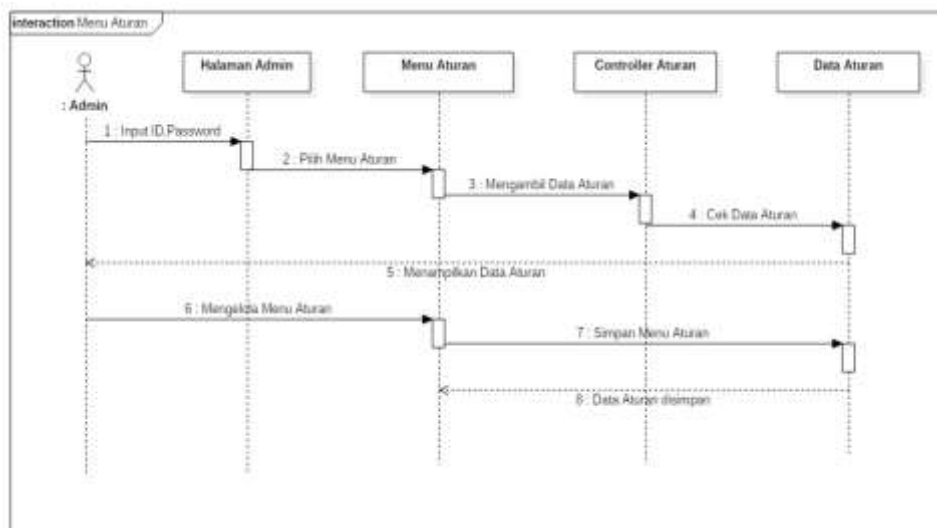 interaction Menu Aturan
Halaman Admin
Menu Aturan
Controller Aturan
Data Aturan
: Admin
1 : Input ID.Password
2 : Pilih Menu Aturan
3 : Mengambil Data Aturan
4 : Cek Data Aturan
5 : Menampilkan Data Aturan
6 : Mengelola Menu Aturan
7 : Simpan Menu Aturan
8 : Data Aturan disimpan